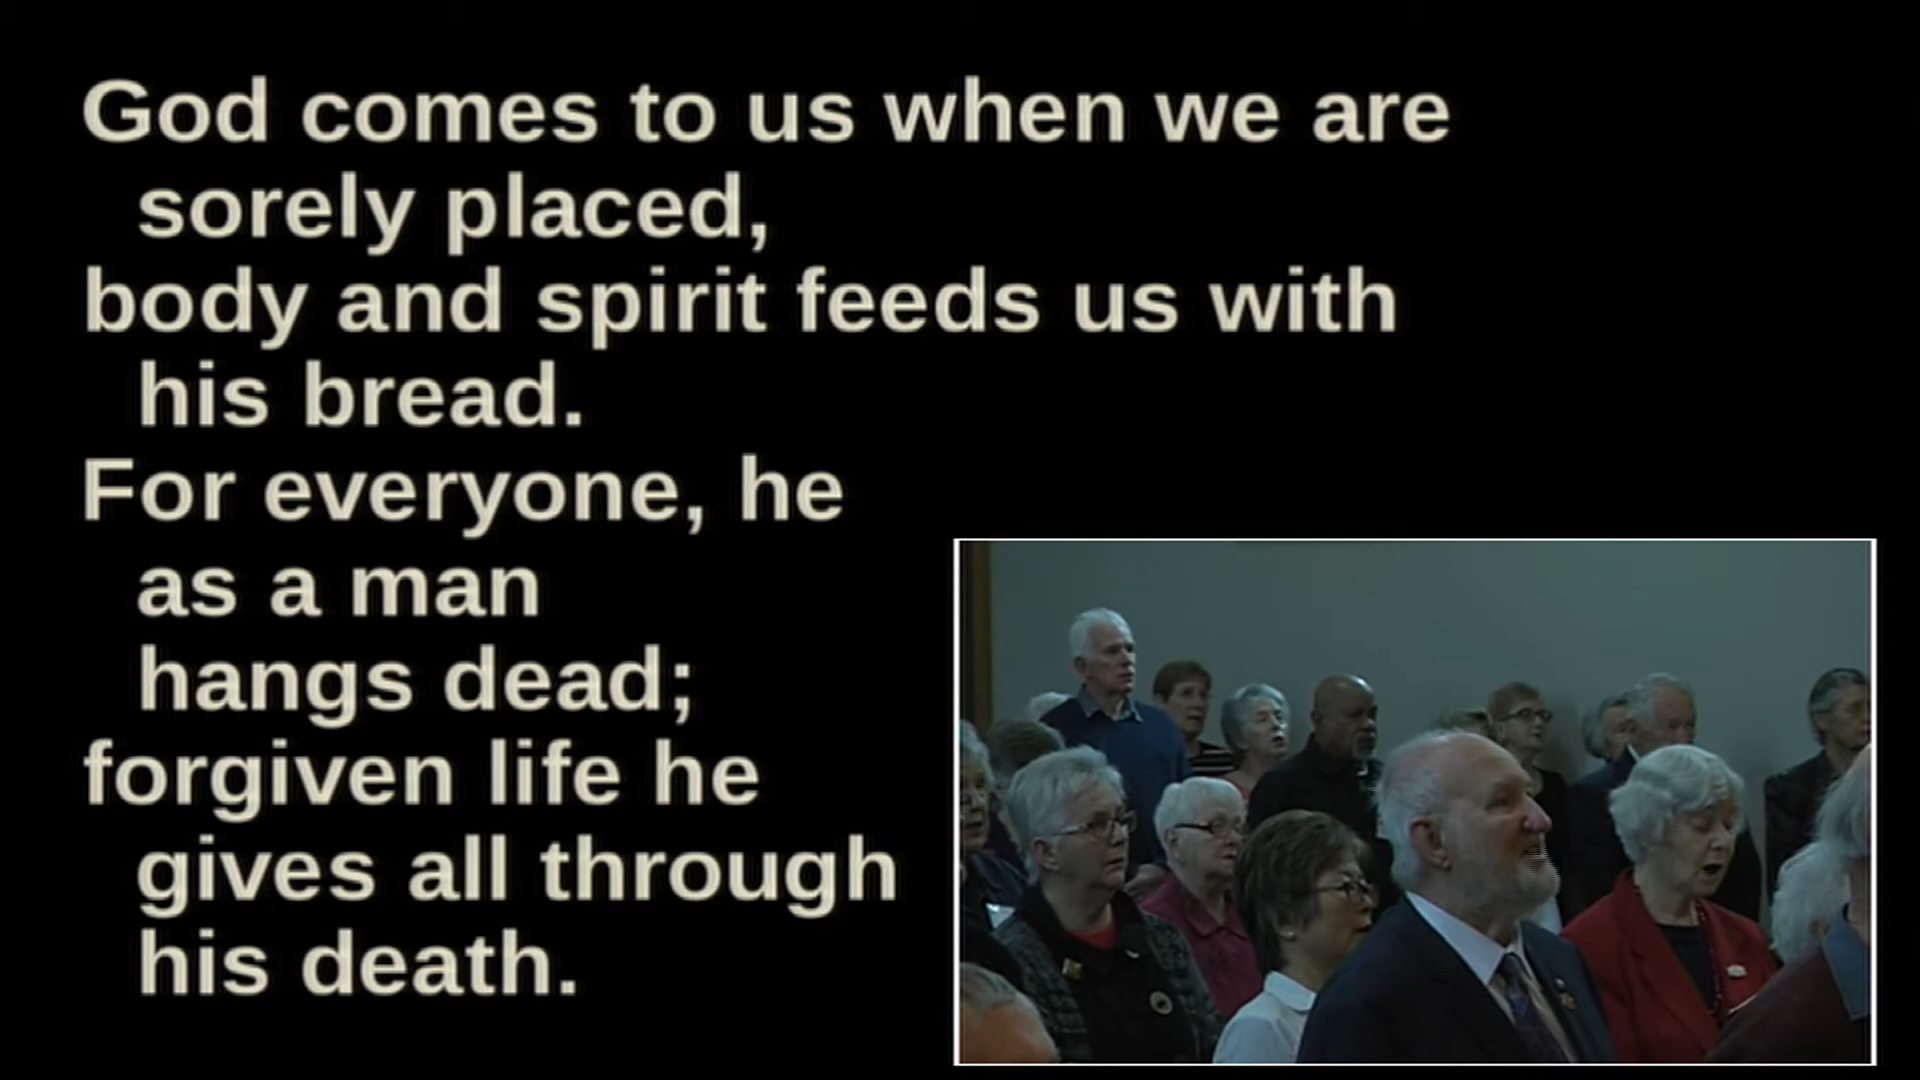 God comes to us when we are
sorely placed,
body and spirit feeds us with
his bread.
For everyone, he
as a man
hangs dead;
forgiven life he
gives all through
his death.